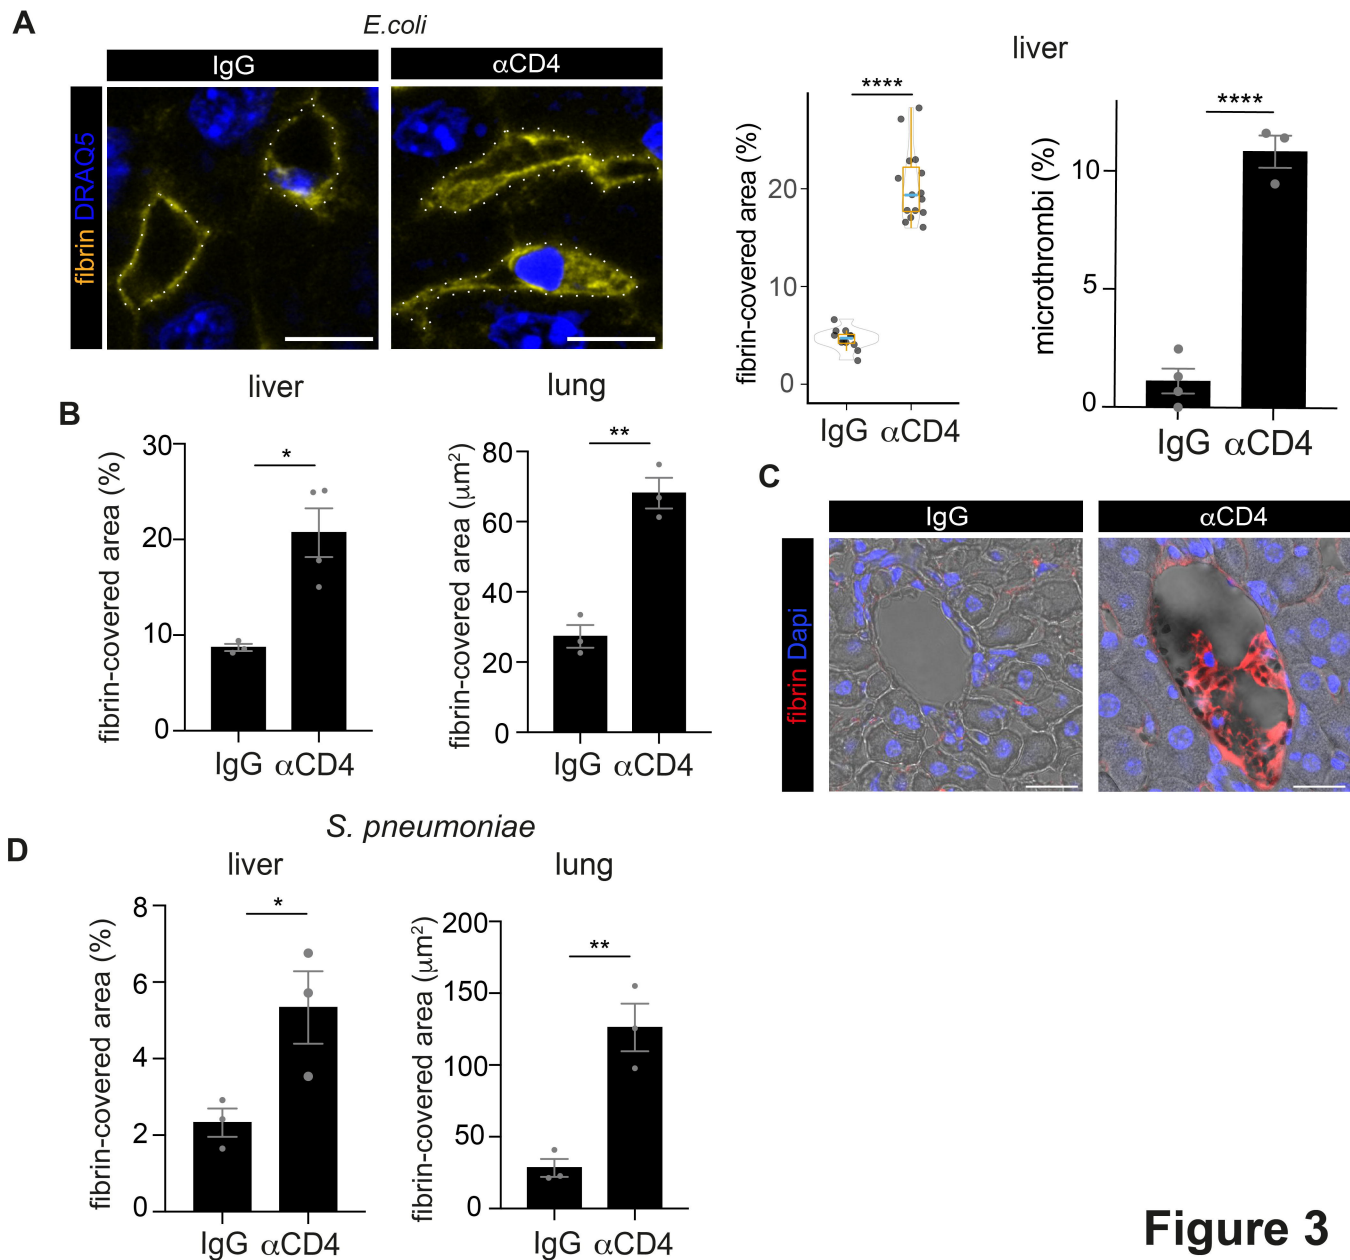 A
E.coli
IgG
αCD4
fibrin DRAQ5
liver
fibrin-covered area (%)
20
10
0
****
IgG αCD4
microthrombi (%)
10
5
0
****
IgG αCD4
B
liver
fibrin-covered area (%)
30
20
10
0
*
IgG αCD4
lung
fibrin-covered area (μm²)
80
60
40
20
0
**
IgG αCD4
C
IgG
αCD4
fibrin Dapi
S. pneumoniae
D
liver
fibrin-covered area (%)
8
6
4
2
0
*
IgG αCD4
lung
fibrin-covered area (μm²)
200
150
100
50
0
**
IgG αCD4
Figure 3